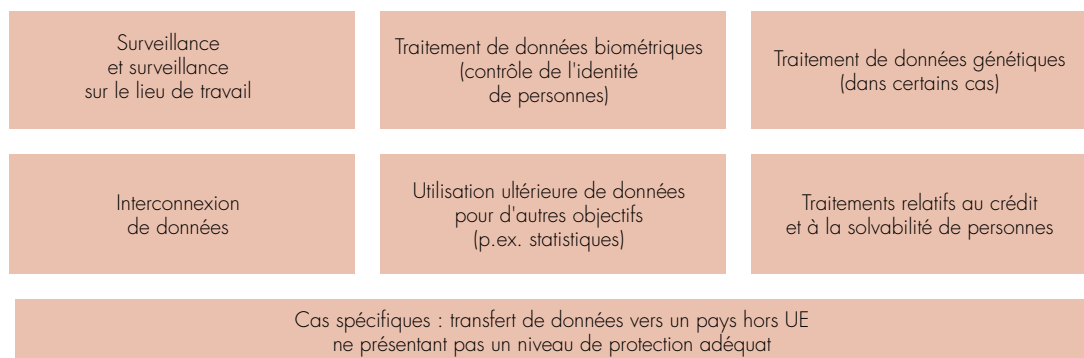 Surveillance
et surveillance
sur le lieu de travail
Traitement de données biométriques
(contrôle de l'identité
de personnes)
Traitement de données génétiques
(dans certains cas)
Interconnexion
de données
Utilisation ultérieure de données
pour d'autres objectifs
(p.ex. statistiques)
Traitements relatifs au crédit
et à la solvabilité de personnes
Cas spécifiques : transfert de données vers un pays hors UE
ne présentant pas un niveau de protection adéquat